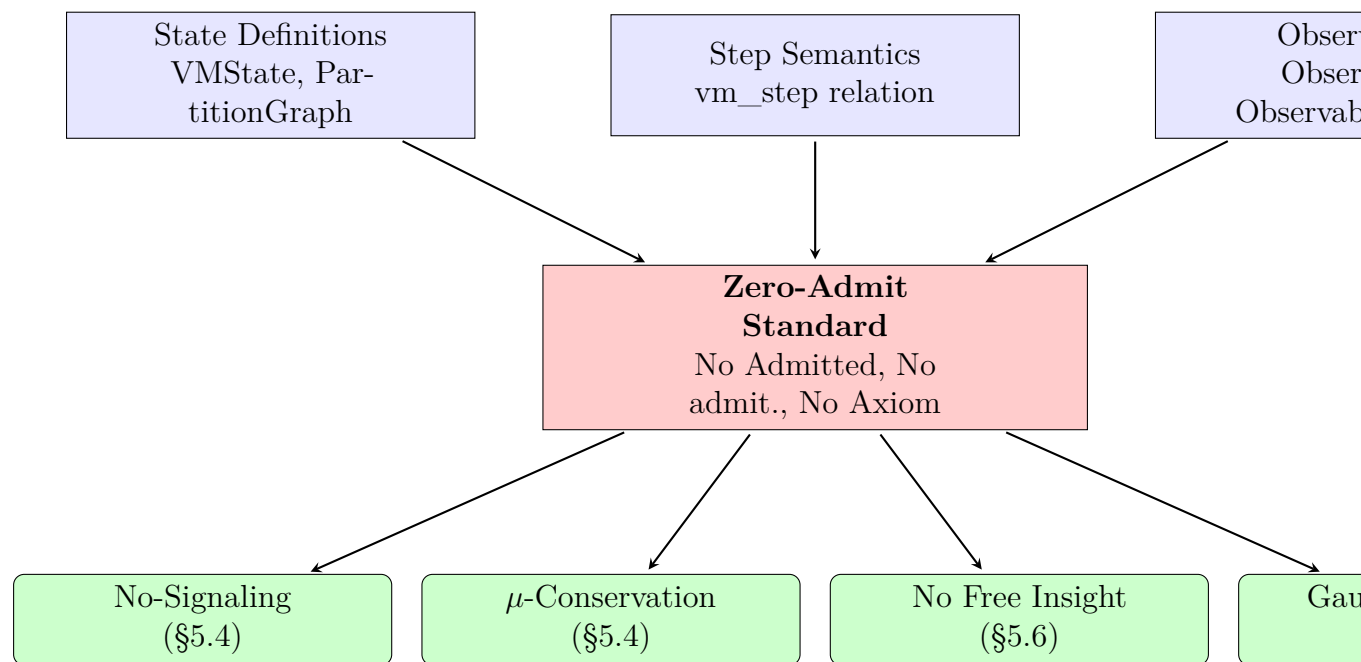 State Definitions
VMState, Par-
titionGraph
Step Semantics
vm_step relation
Zero-Admit
Standard
No Admitted, No
admit., No Axiom
No-Signaling
(§5.4)
μ-Conservation
(§5.4)
No Free Insight
(§5.6)